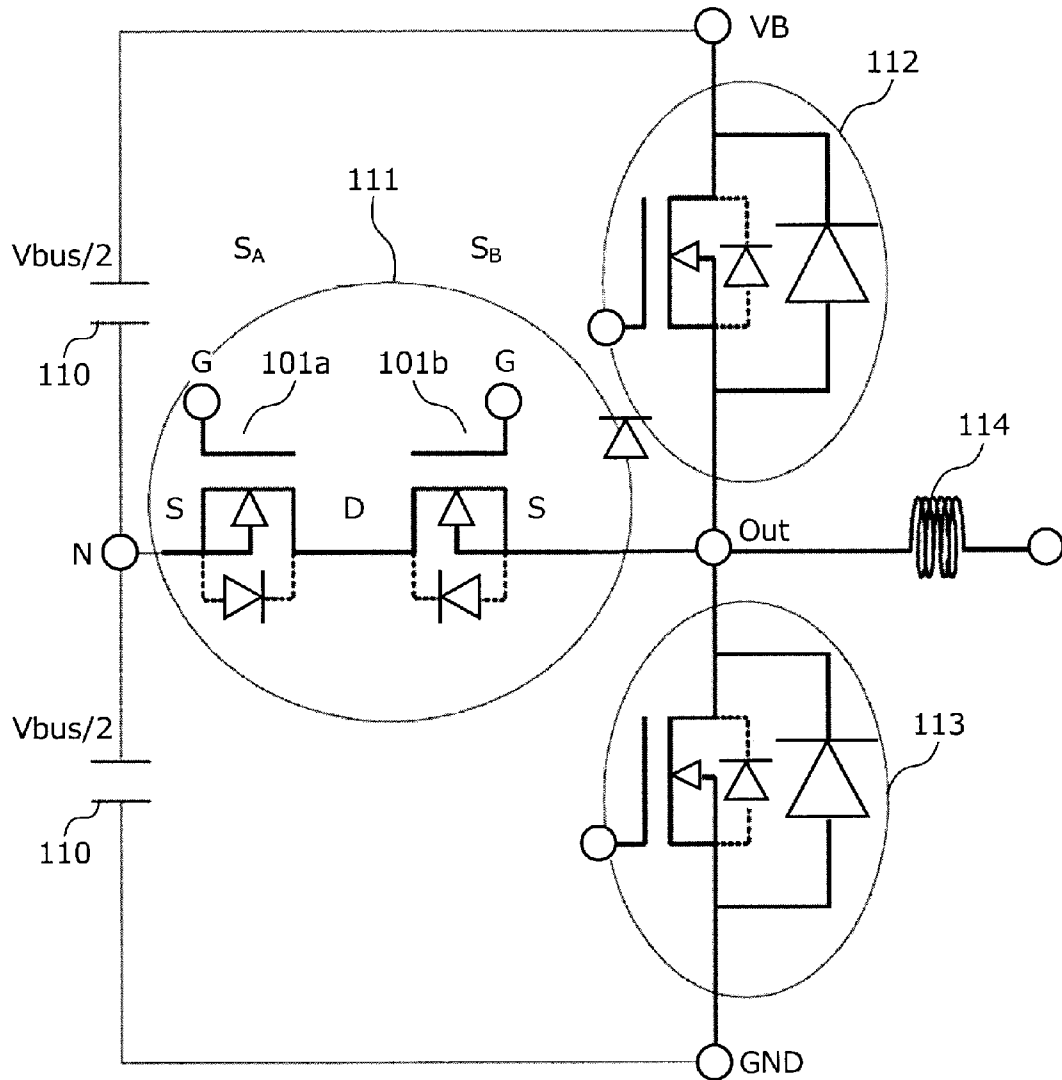 VB
112
111
Vbus/2
SA
SB
110
G
101a
101b
G
114
S
D
S
N
Out
Vbus/2
113
110
GND